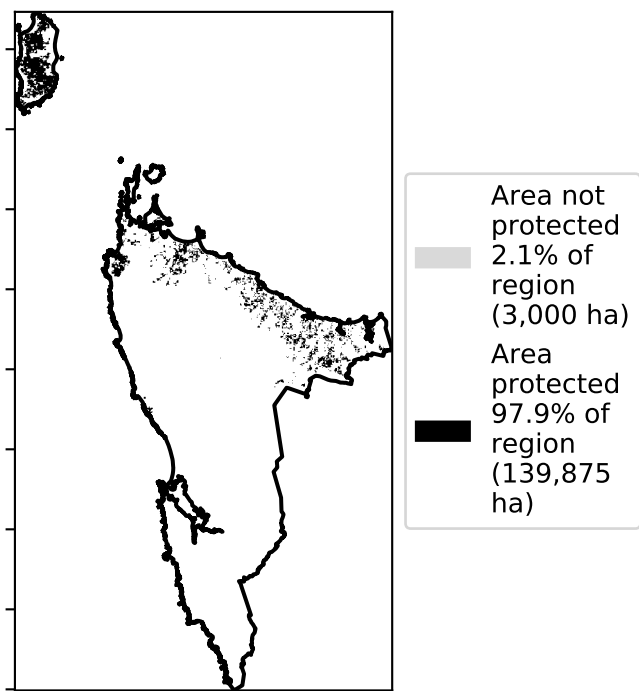 Area not
protected
2.1% of
region
(3,000 ha)
Area
protected
97.9% of
region
(139,875
ha)